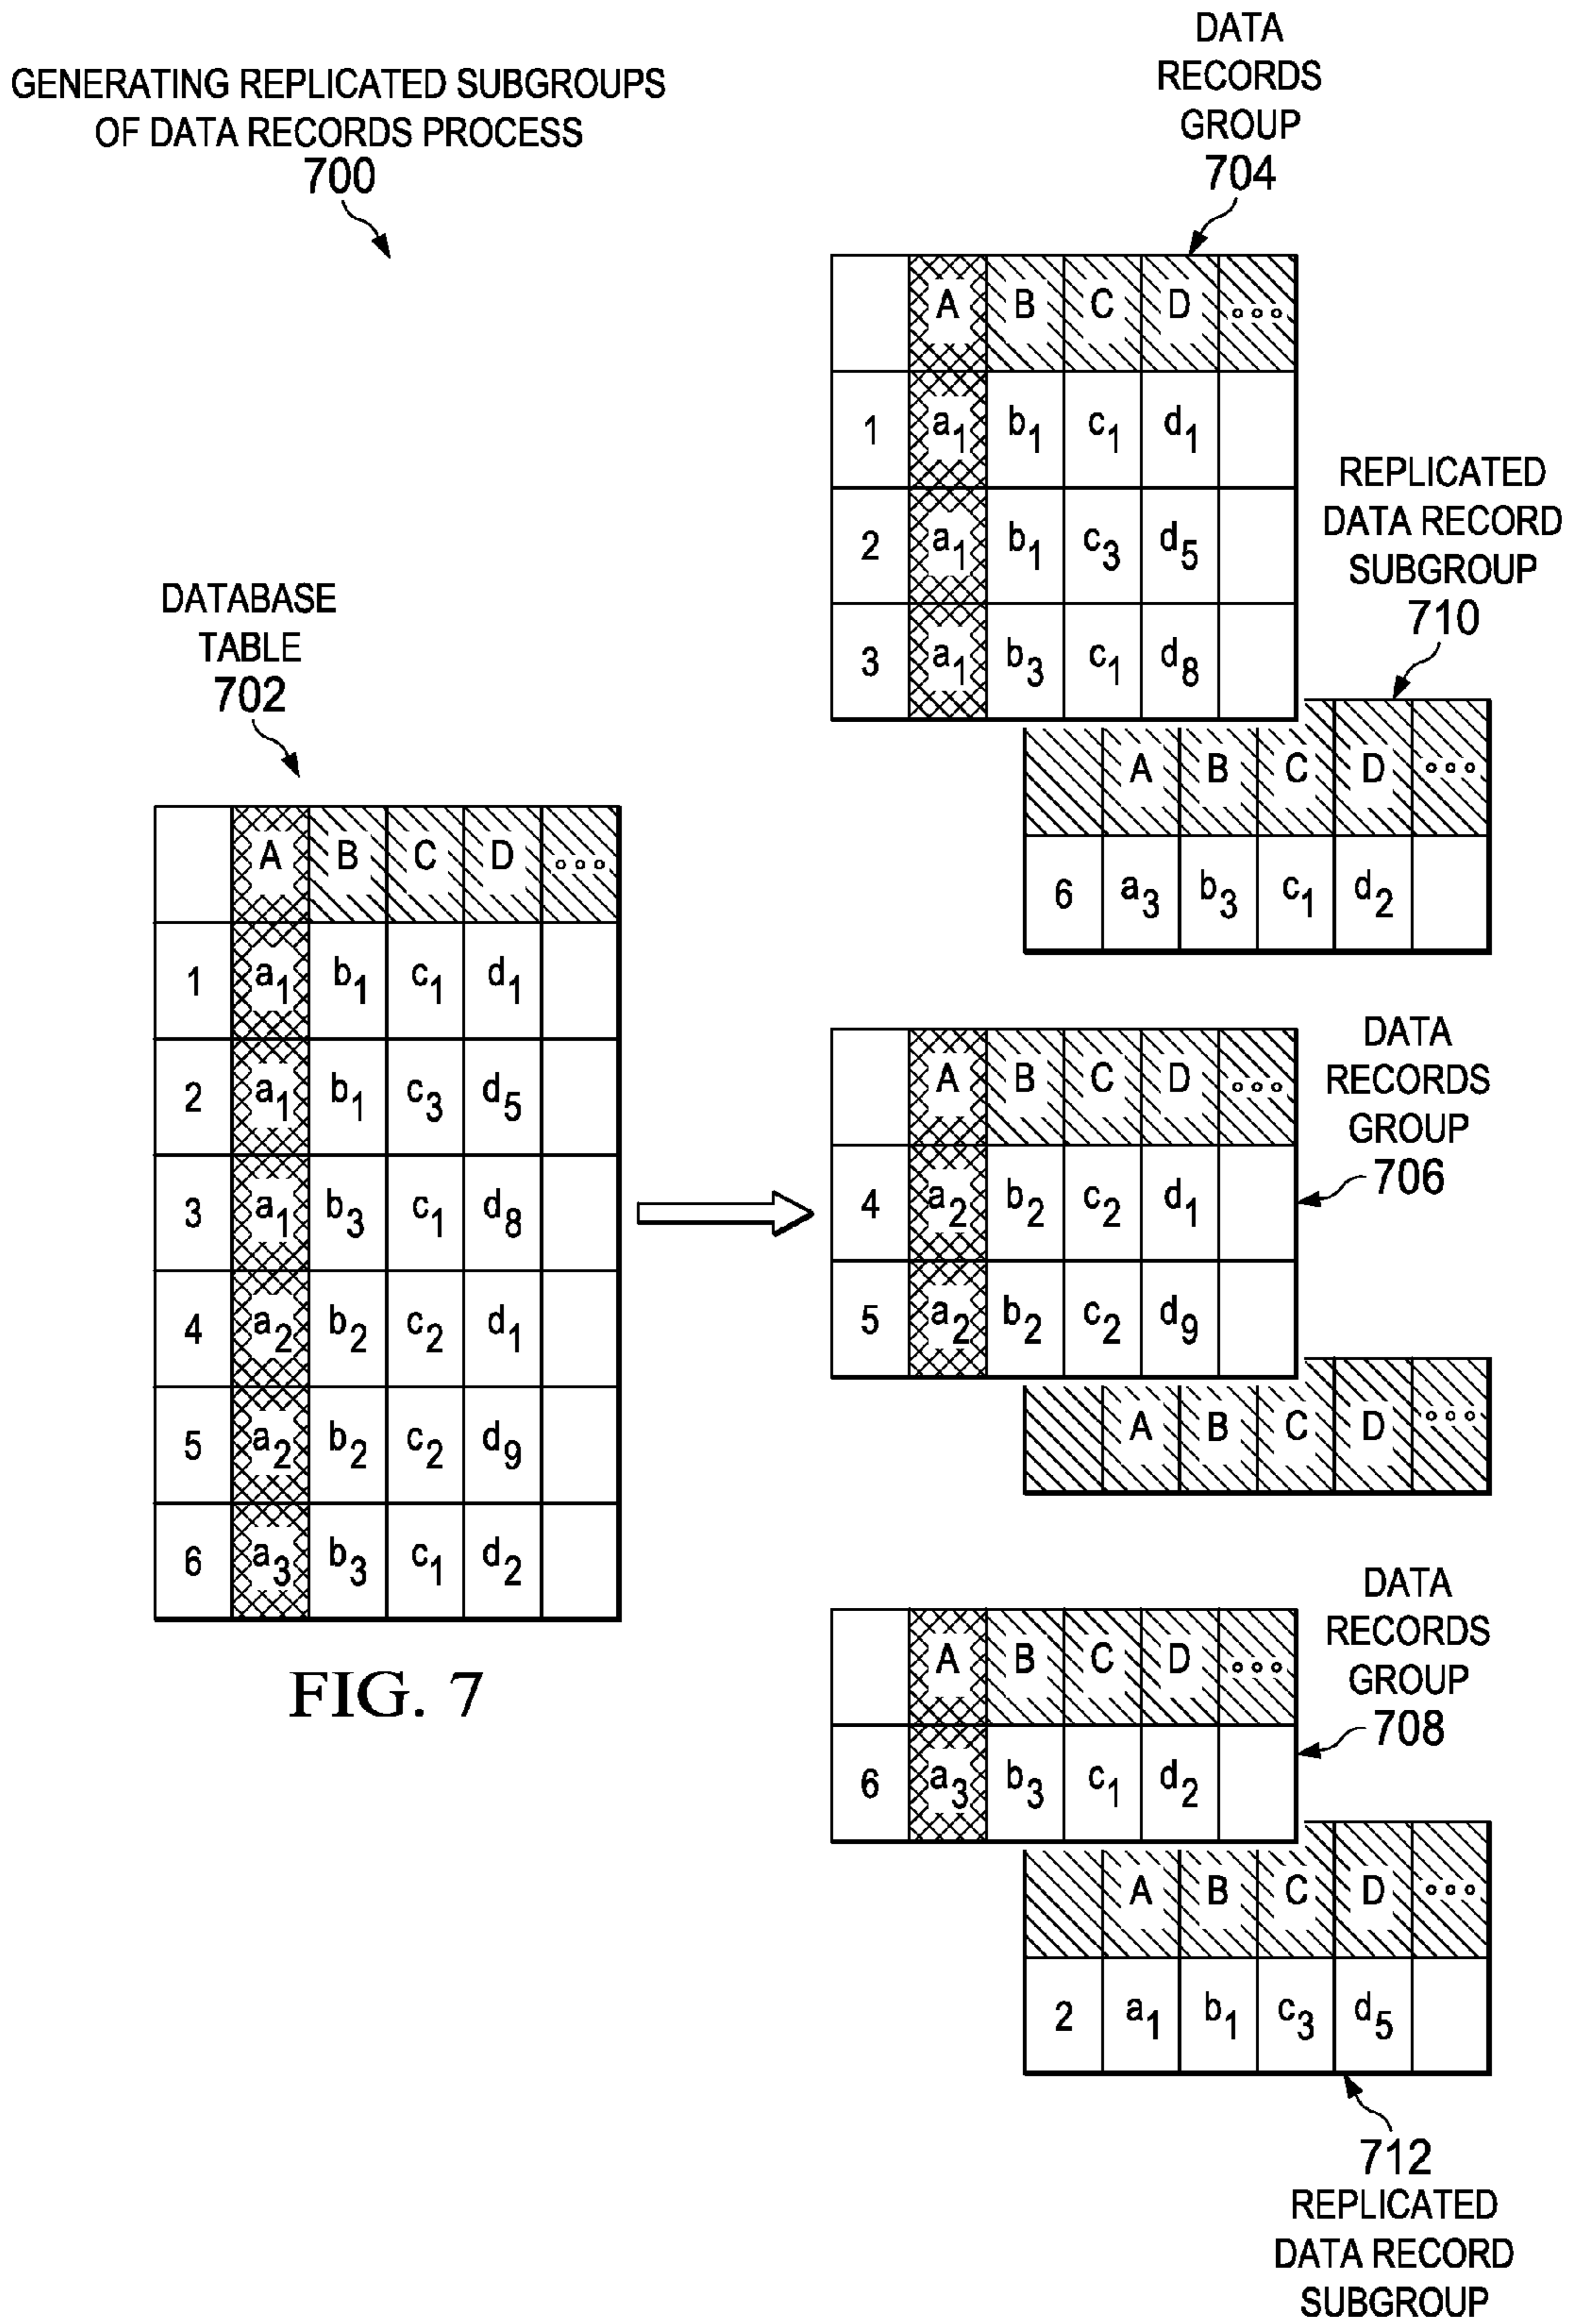 GENERATING REPLICATED SUBGROUPS
OF DATA RECORDS PROCESS
700
DATABASE
TABLE
702
A B C D ∘∘∘
1 a₁ b₁ c₁ d₁
2 a₁ b₁ c₃ d₅
3 a₁ b₃ c₁ d₈
4 a₂ b₂ c₂ d₁
5 a₂ b₂ c₂ d₉
6 a₃ b₃ c₁ d₂
FIG. 7
DATA
RECORDS
GROUP
704
A B C D ∘∘∘
1 a₁ b₁ c₁ d₁
2 a₁ b₁ c₃ d₅
3 a₁ b₃ c₁ d₈
REPLICATED
DATA RECORD
SUBGROUP
710
A B C D ∘∘∘
6 a₃ b₃ c₁ d₂
DATA
RECORDS
GROUP
706
A B C D ∘∘∘
4 a₂ b₂ c₂ d₁
5 a₂ b₂ c₂ d₉
A B C D ∘∘∘
DATA
RECORDS
GROUP
708
A B C D ∘∘∘
6 a₃ b₃ c₁ d₂
A B C D ∘∘∘
2 a₁ b₁ c₃ d₅
712
REPLICATED
DATA RECORD
SUBGROUP